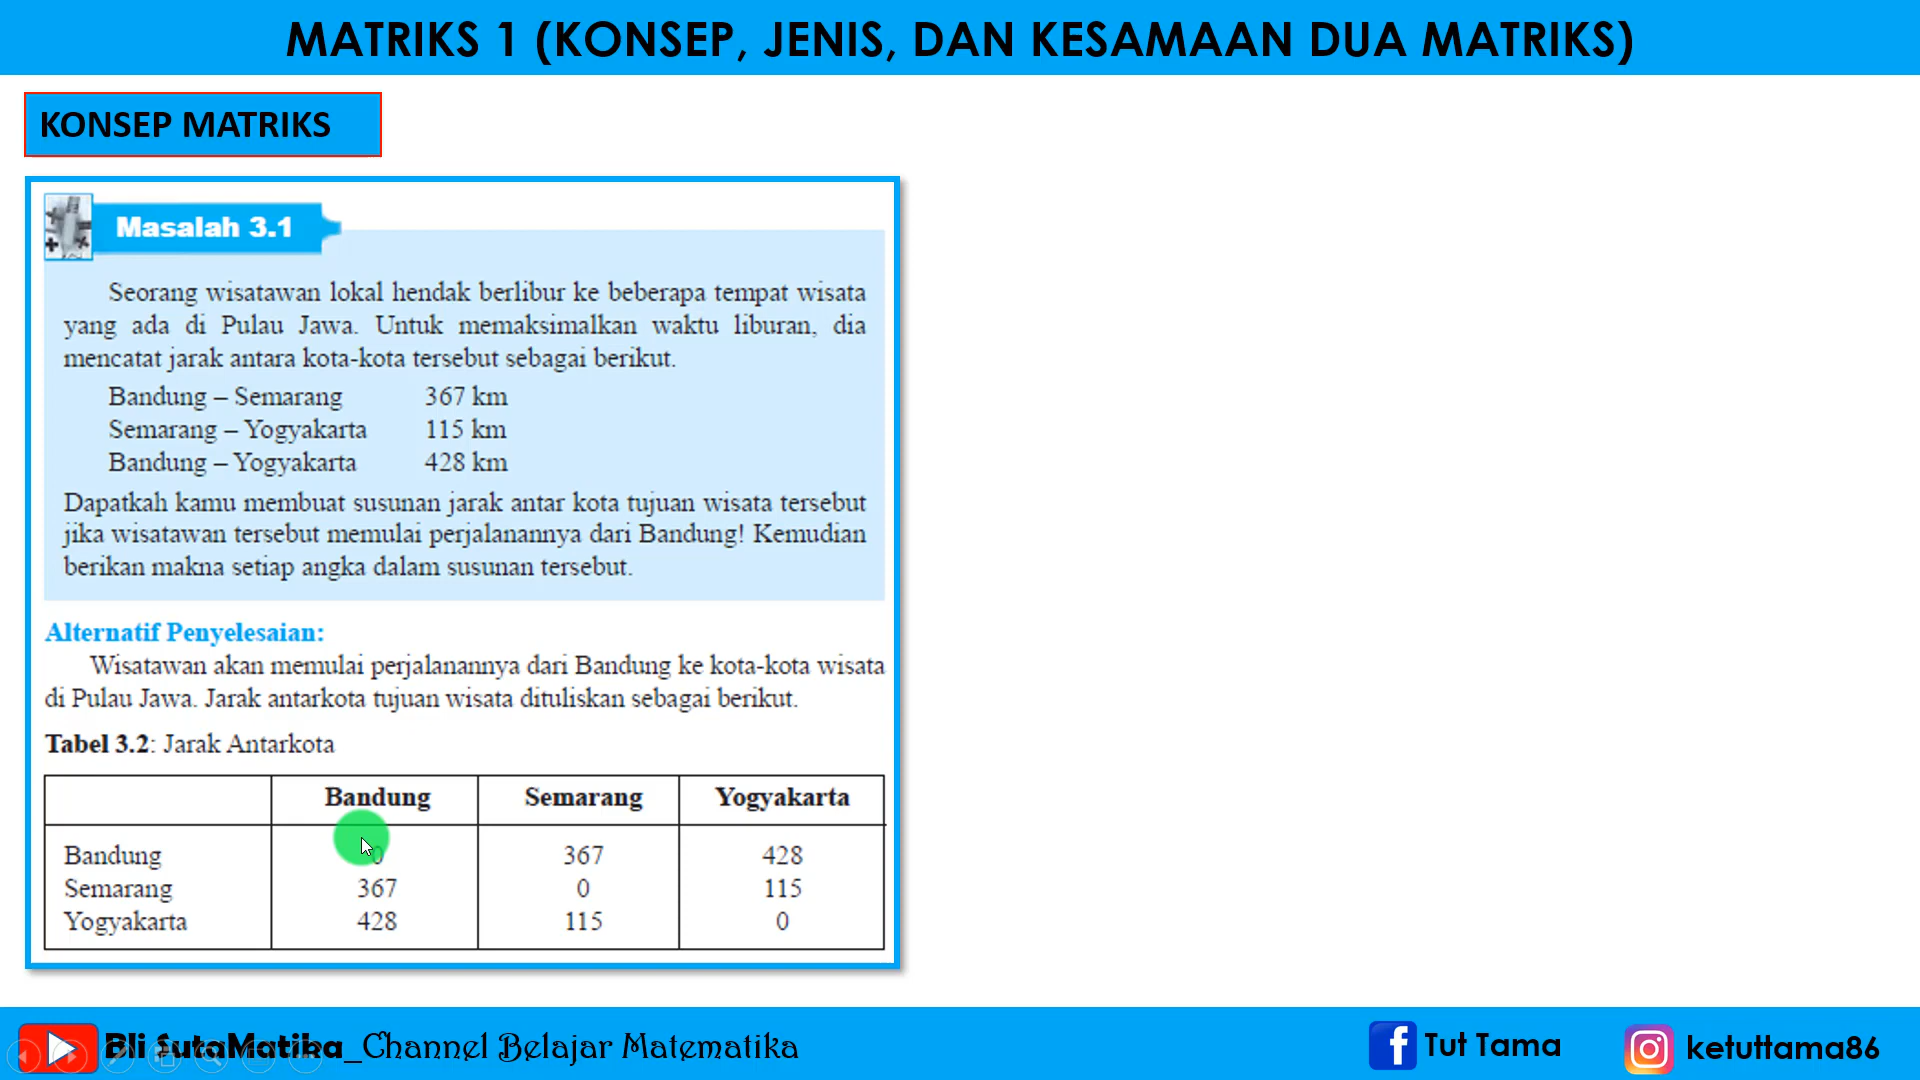 MATRIKS 1 (KONSEP, JENIS, DAN KESAMAAN DUA MATRIKS)
KONSEP MATRIKS
Masalah 3.1
Seorang wisatawan lokal hendak berlibur ke beberapa tempat wisata
yang ada di Pulau Jawa. Untuk memaksimalkan waktu liburan, dia
mencatat jarak antara kota-kota tersebut sebagai berikut.
Bandung – Semarang 367 km
Semarang – Yogyakarta 115 km
Bandung – Yogyakarta 428 km
Dapatkah kamu membuat susunan jarak antar kota tujuan wisata tersebut
jika wisatawan tersebut memulai perjalanannya dari Bandung! Kemudian
berikan makna setiap angka dalam susunan tersebut.
Alternatif Penyelesaian:
Wisatawan akan memulai perjalanannya dari Bandung ke kota-kota wisata
di Pulau Jawa. Jarak antarkota tujuan wisata dituliskan sebagai berikut.
Tabel 3.2: Jarak Antarkota
Bandung Semarang Yogyakarta
Bandung 0 367 428
Semarang 367 0 115
Yogyakarta 428 115 0
Bli SutaMatika_Channel Belajar Matematika
Tut Tama
ketuttama86